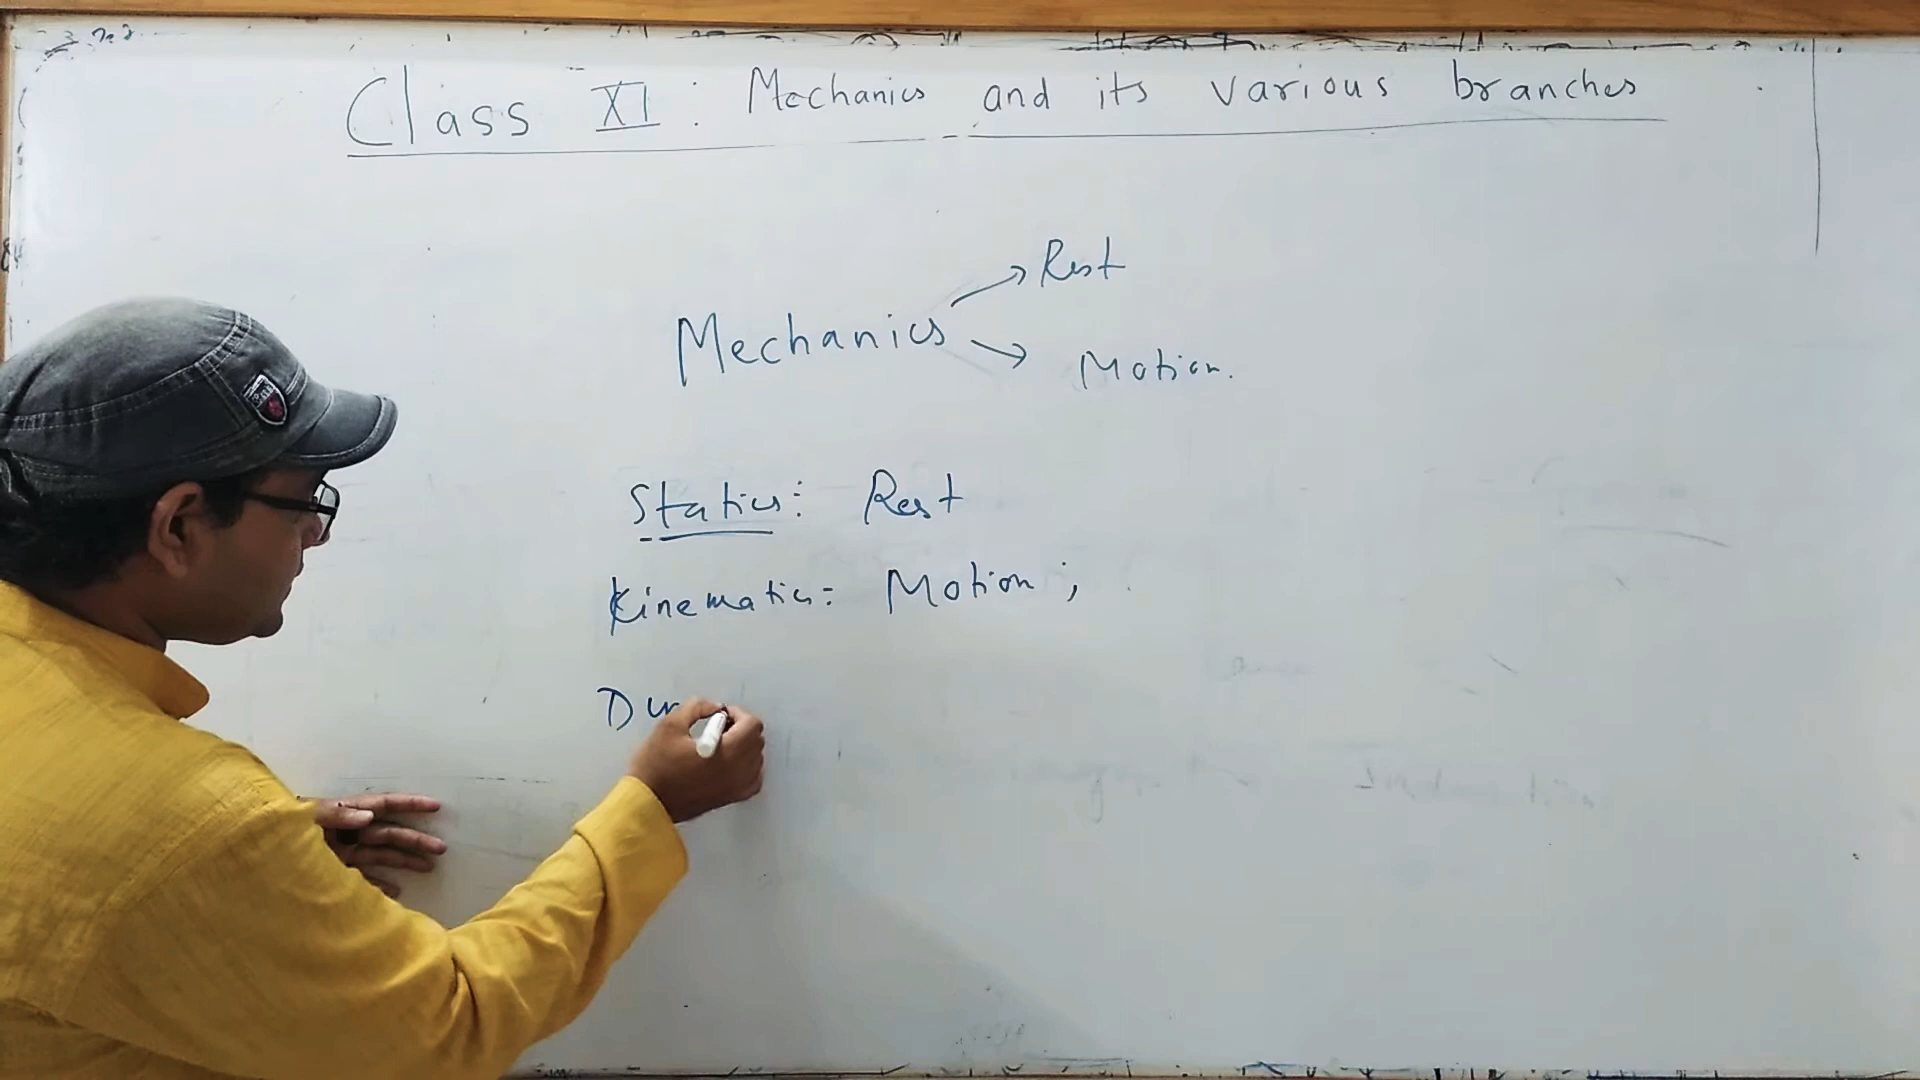 Class XI : Mechanics and its various branches
Rest
Mechanics
Motion.
Statics: Rest
Kinematics: Motion ;